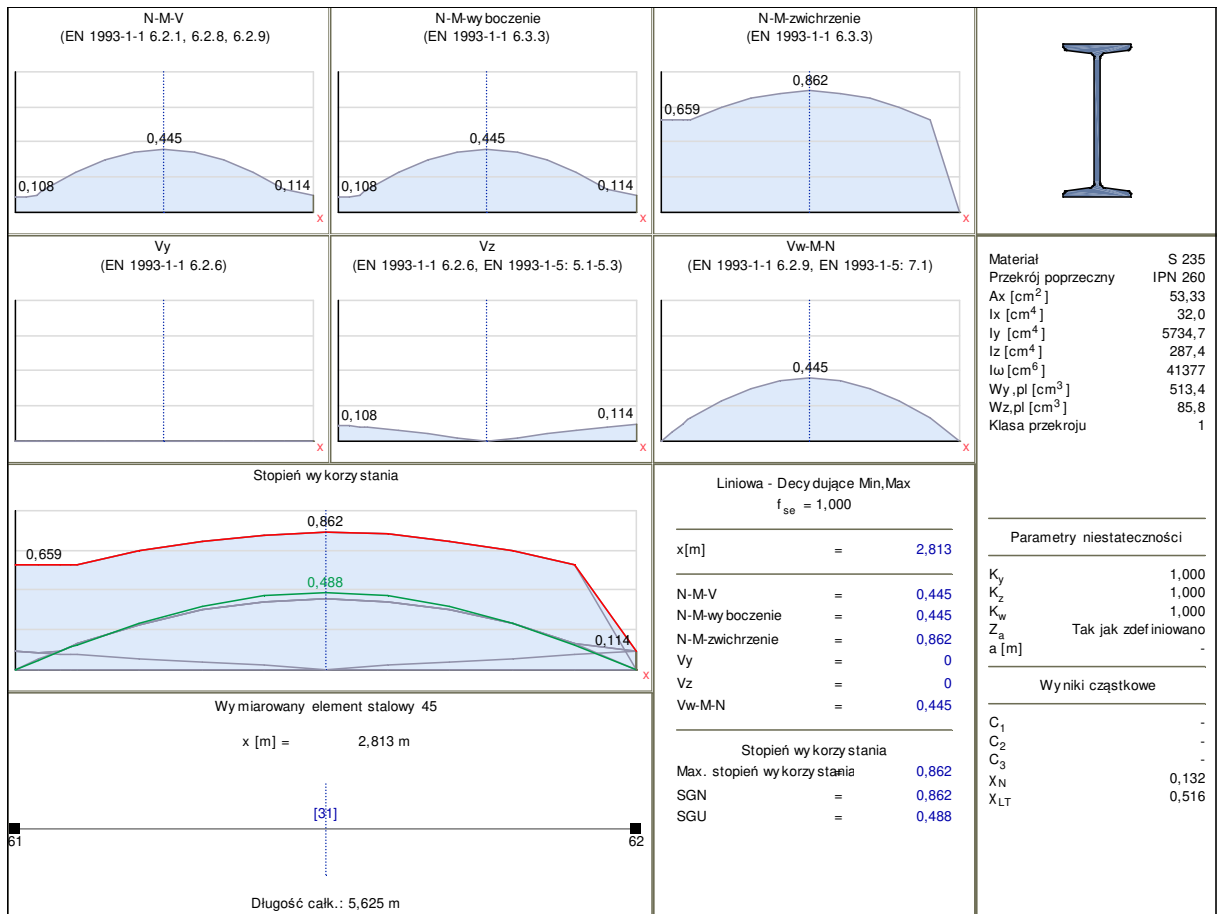 N-M-V
(EN 1993-1-1 6.2.1, 6.2.8, 6.2.9)
0,108
0,445
0,114
x
N-M-wyboczenie
(EN 1993-1-1 6.3.3)
0,108
0,445
0,114
x
N-M-zwichrzenie
(EN 1993-1-1 6.3.3)
0,659
0,862
x
Vy
(EN 1993-1-1 6.2.6)
x
Vz
(EN 1993-1-1 6.2.6, EN 1993-1-5: 5.1-5.3)
0,108
0,114
x
Vw-M-N
(EN 1993-1-1 6.2.9, EN 1993-1-5: 7.1)
0,445
x
Materiał S 235
Przekrój poprzeczny IPN 260
Ax [cm²] 53,33
Ix [cm⁴] 32,0
Iy [cm⁴] 5734,7
Iz [cm⁴] 287,4
Iω [cm⁶] 41377
Wy,pl [cm³] 513,4
Wz,pl [cm³] 85,8
Klasa przekroju 1
Stopień wykorzystania
0,659
0,862
0,488
0,114
x
Liniowa - Decydujące Min,Max
f_se = 1,000
x[m] = 2,813
N-M-V = 0,445
N-M-wyboczenie = 0,445
N-M-zwichrzenie = 0,862
Vy = 0
Vz = 0
Vw-M-N = 0,445
Stopień wykorzystania
Max. stopień wykorzystania = 0,862
SGN = 0,862
SGU = 0,488
Parametry niestateczności
K_y 1,000
K_z 1,000
K_w 1,000
Z_a Tak jak zdefiniowano
a [m] -
Wyniki cząstkowe
C_1 -
C_2 -
C_3 -
χ_N 0,132
χ_LT 0,516
Wymiarowany element stalowy 45
x [m] = 2,813 m
[31]
61 62
Długość całk.: 5,625 m